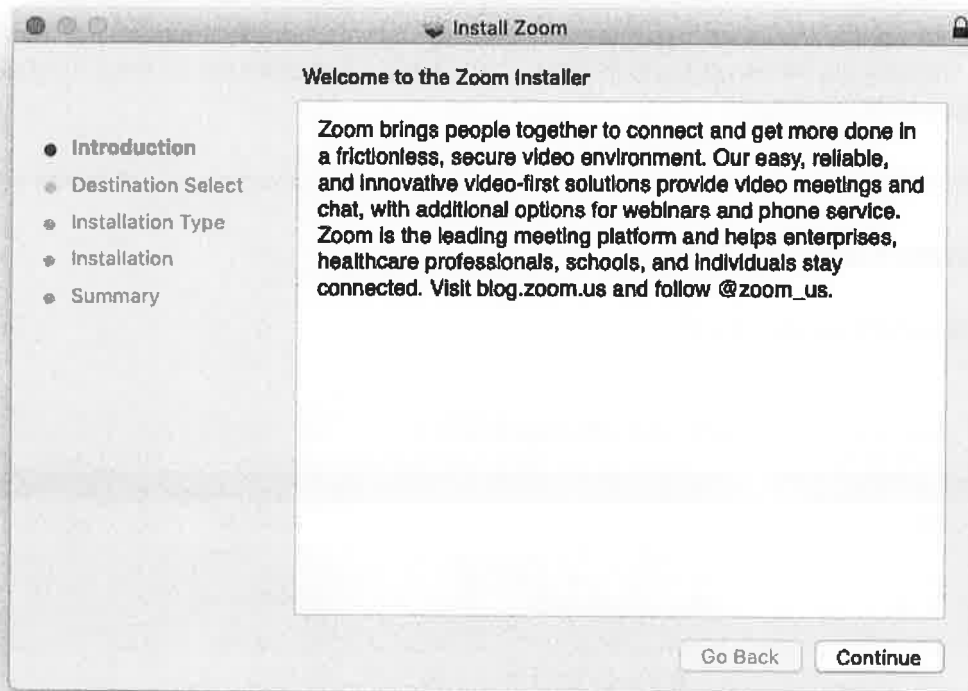 Install Zoom
Welcome to the Zoom Installer
Introduction
Destination Select
Installation Type
Installation
Summary
Zoom brings people together to connect and get more done in
a frictionless, secure video environment. Our easy, reliable,
and innovative video-first solutions provide video meetings and
chat, with additional options for webinars and phone service.
Zoom is the leading meeting platform and helps enterprises,
healthcare professionals, schools, and individuals stay
connected. Visit blog.zoom.us and follow @zoom_us.
Go Back
Continue